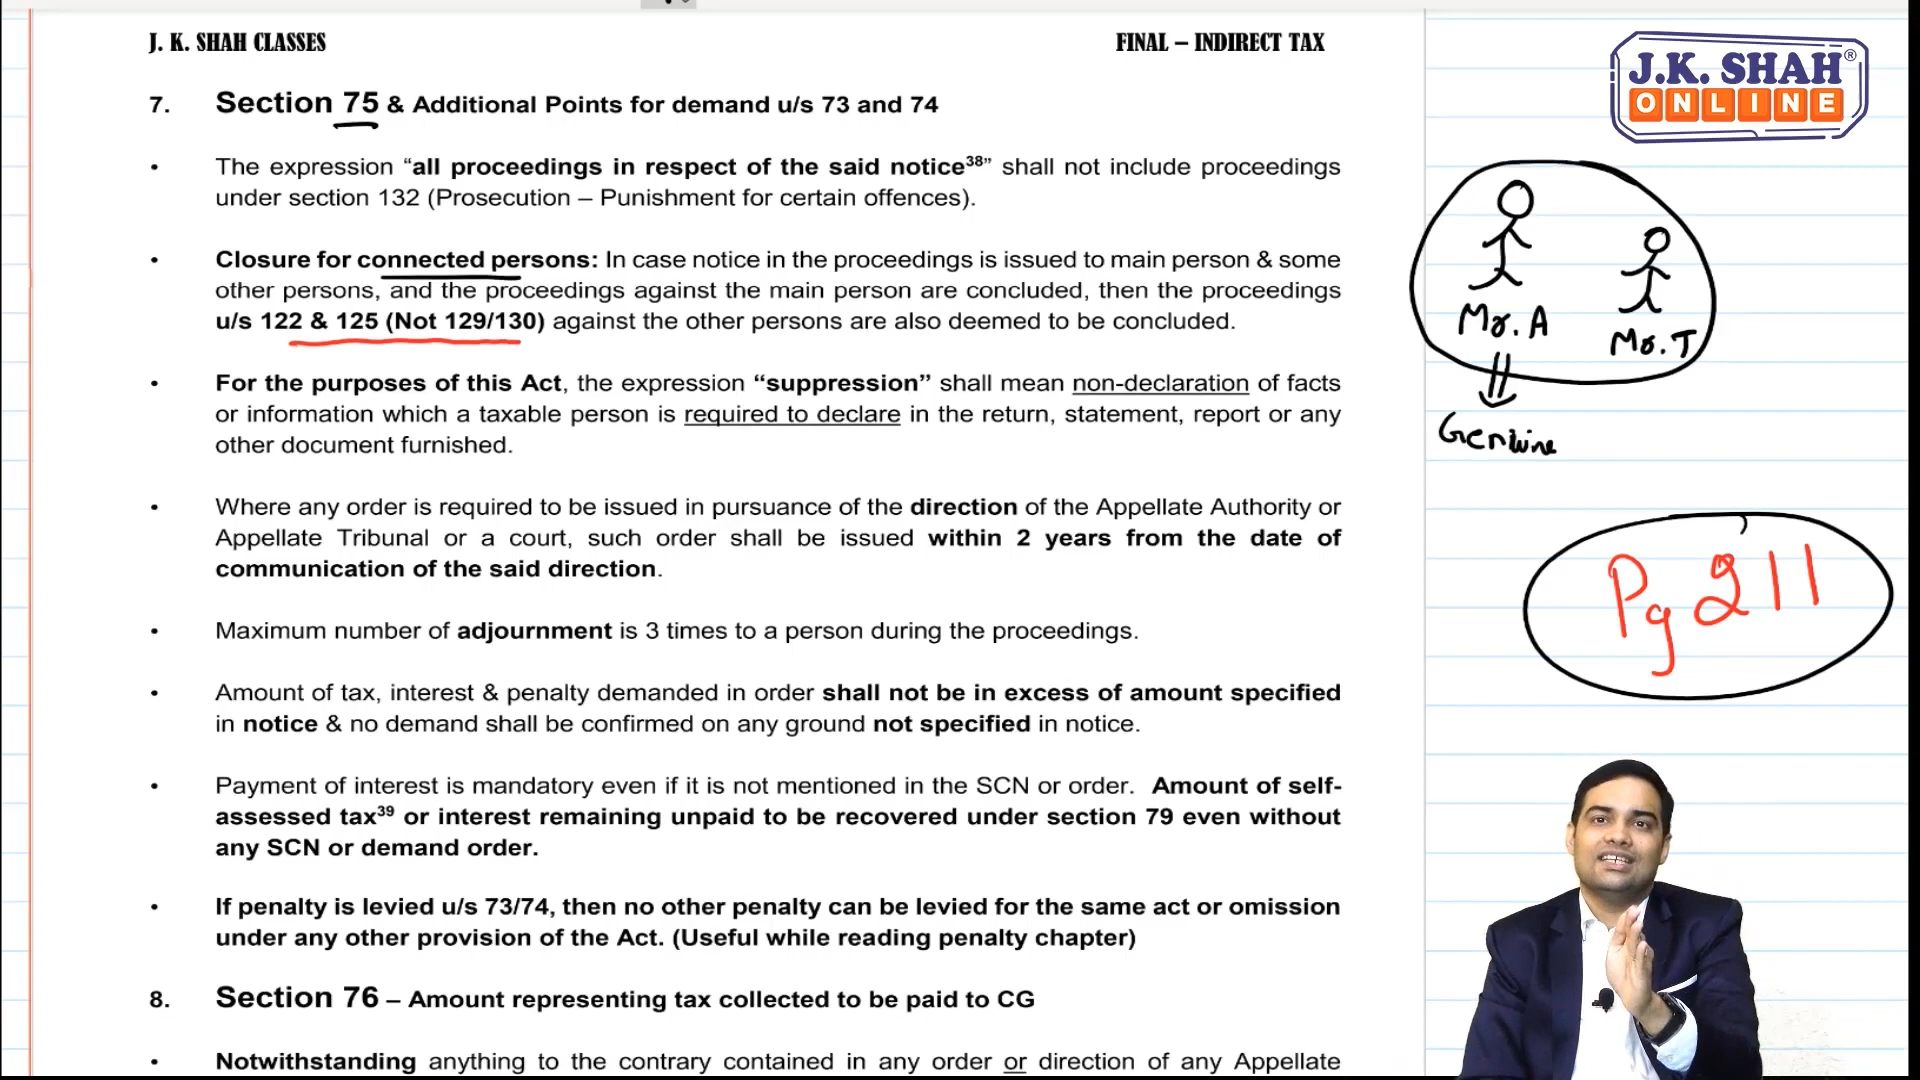 J. K. SHAH CLASSES
FINAL – INDIRECT TAX
J.K. SHAH®
ONLINE
7. Section 75 & Additional Points for demand u/s 73 and 74
• The expression “all proceedings in respect of the said notice³⁸” shall not include proceedings
under section 132 (Prosecution – Punishment for certain offences).
• Closure for connected persons: In case notice in the proceedings is issued to main person & some
other persons, and the proceedings against the main person are concluded, then the proceedings
u/s 122 & 125 (Not 129/130) against the other persons are also deemed to be concluded.
Mr. A
Mr. T
Genuine
• For the purposes of this Act, the expression “suppression” shall mean non-declaration of facts
or information which a taxable person is required to declare in the return, statement, report or any
other document furnished.
• Where any order is required to be issued in pursuance of the direction of the Appellate Authority or
Appellate Tribunal or a court, such order shall be issued within 2 years from the date of
communication of the said direction.
Pg 211
• Maximum number of adjournment is 3 times to a person during the proceedings.
• Amount of tax, interest & penalty demanded in order shall not be in excess of amount specified
in notice & no demand shall be confirmed on any ground not specified in notice.
• Payment of interest is mandatory even if it is not mentioned in the SCN or order. Amount of self-
assessed tax³⁹ or interest remaining unpaid to be recovered under section 79 even without
any SCN or demand order.
• If penalty is levied u/s 73/74, then no other penalty can be levied for the same act or omission
under any other provision of the Act. (Useful while reading penalty chapter)
8. Section 76 – Amount representing tax collected to be paid to CG
• Notwithstanding anything to the contrary contained in any order or direction of any Appellate